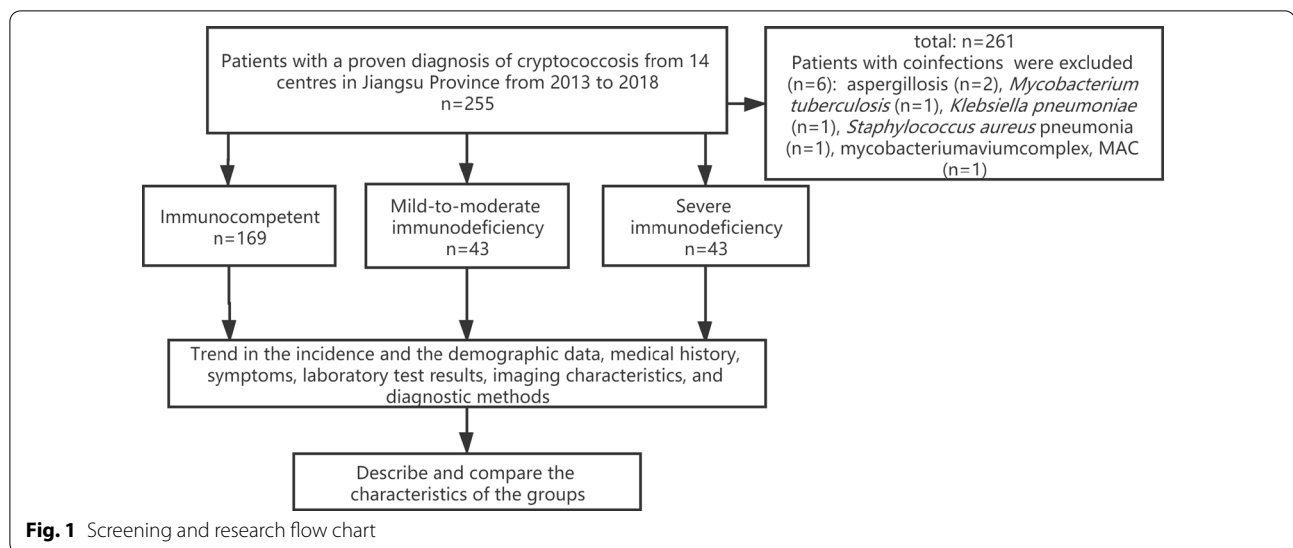 Patients with a proven diagnosis of cryptococcosis from 14
centres in Jiangsu Province from 2013 to 2018
n=255
total: n=261
Patients with coinfections were excluded
(n=6): aspergillosis (n=2), Mycobacterium
tuberculosis (n=1), Klebsiella pneumoniae
(n=1), Staphylococcus aureus pneumonia
(n=1), mycobacteriumaviumcomplex, MAC
(n=1)
Immunocompetent
n=169
Mild-to-moderate
immunodeficiency
n=43
Severe
immunodeficiency
n=43
Trend in the incidence and the demographic data, medical history,
symptoms, laboratory test results, imaging characteristics, and
diagnostic methods
Describe and compare the
characteristics of the groups
Fig. 1 Screening and research flow chart